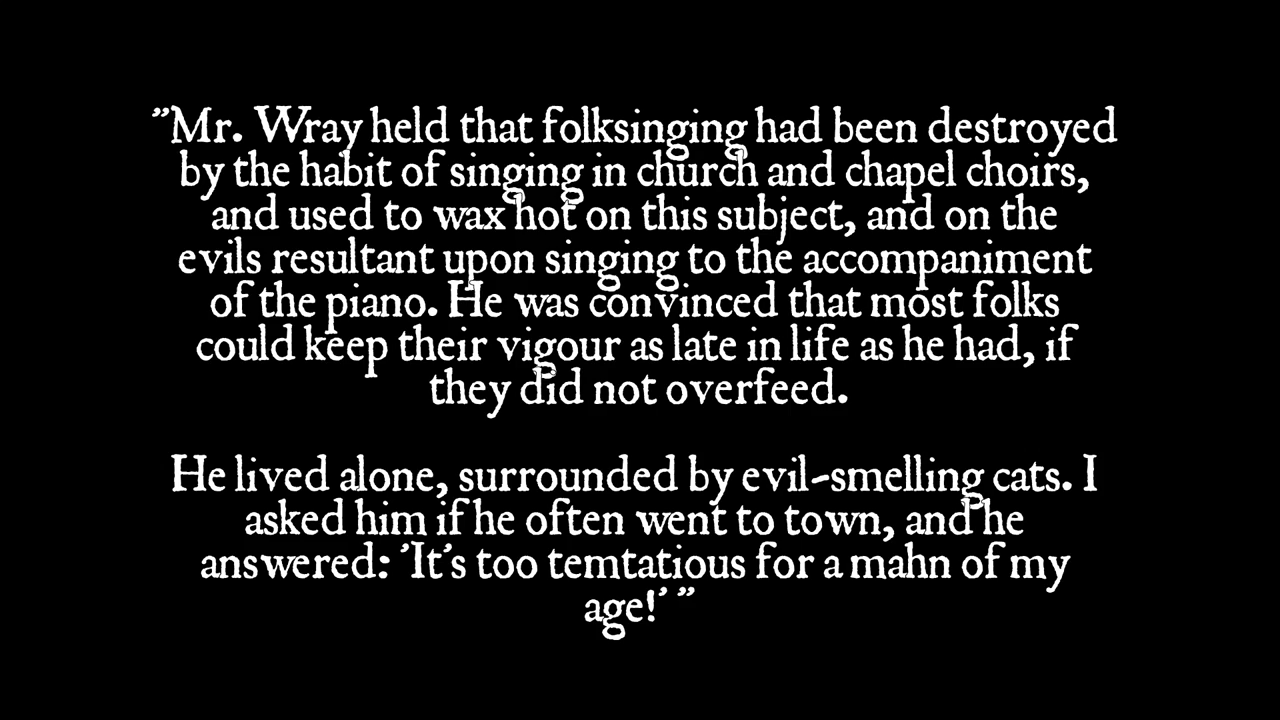 "Mr. Wray held that folksinging had been destroyed
by the habit of singing in church and chapel choirs,
and used to wax hot on this subject, and on the
evils resultant upon singing to the accompaniment
of the piano. He was convinced that most folks
could keep their vigour as late in life as he had, if
they did not overfeed.
He lived alone, surrounded by evil-smelling cats. I
asked him if he often went to town, and he
answered: 'It's too temtatious for a mahn of my
age!' "